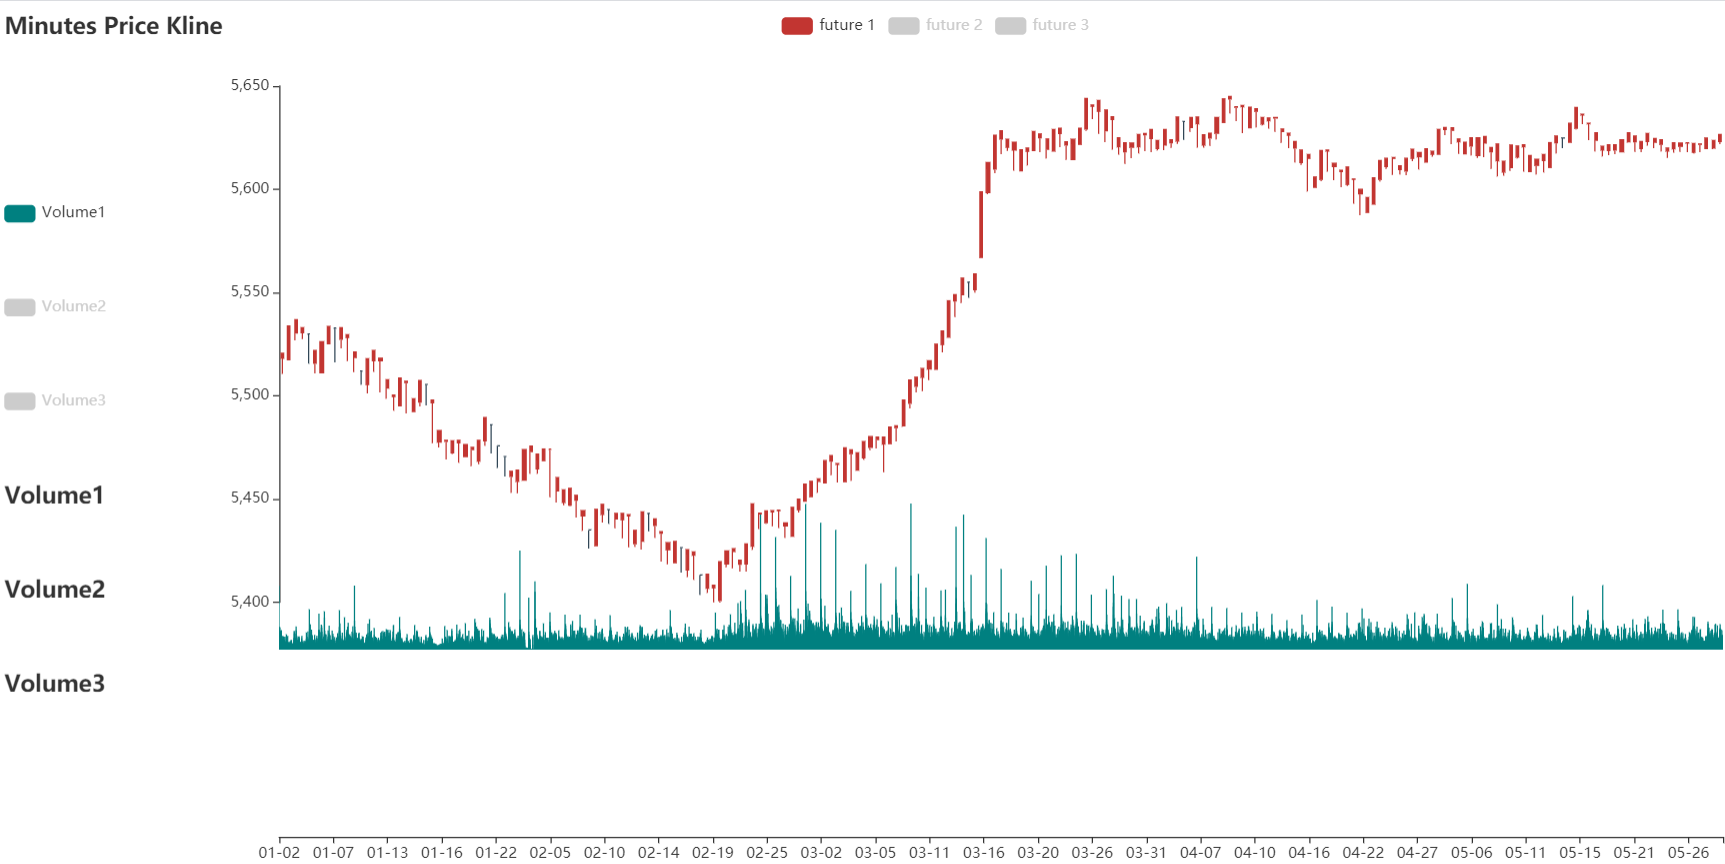 Minutes Price Kline
future 1 future 2 future 3
5,650
5,600
5,550
5,500
5,450
5,400
Volume1
Volume2
Volume3
Volume1
Volume2
Volume3
01-02 01-07 01-13 01-16 01-22 02-05 02-10 02-14 02-19 02-25 03-02 03-05 03-11 03-16 03-20 03-26 03-31 04-07 04-10 04-16 04-22 04-27 05-06 05-11 05-15 05-21 05-26